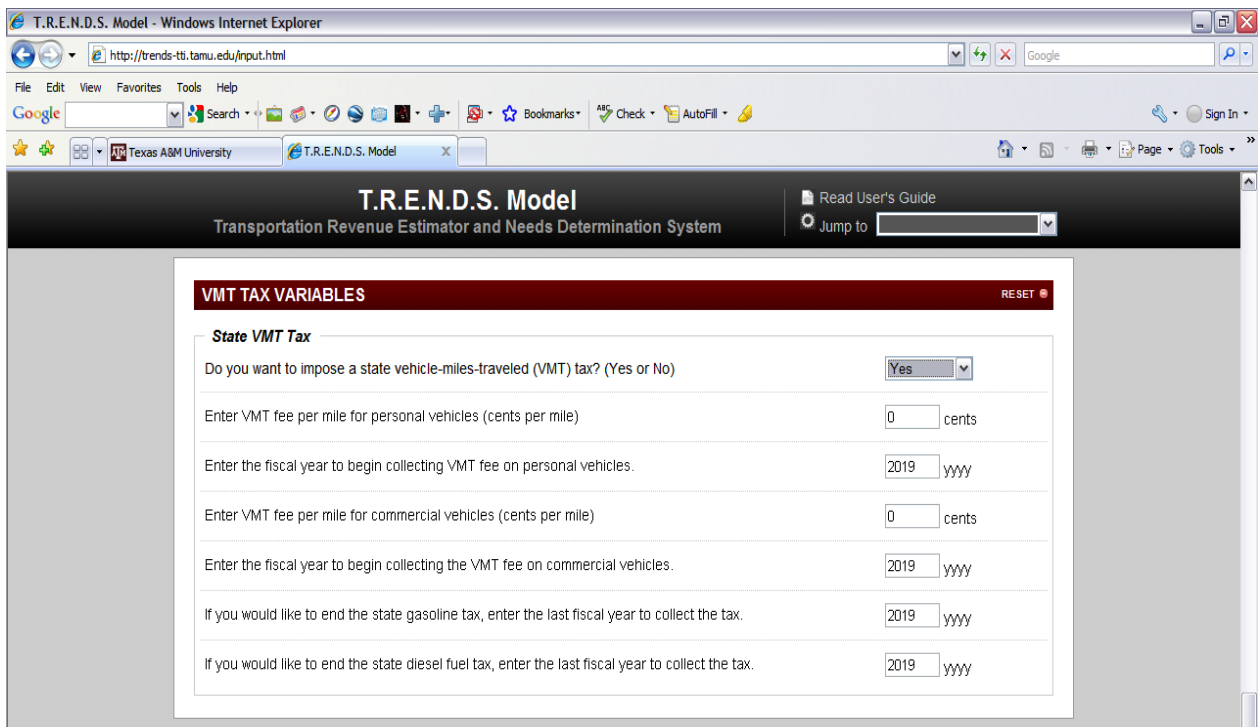 T.R.E.N.D.S. Model - Windows Internet Explorer
http://trends-tti.tamu.edu/input.html
Google
File Edit View Favorites Tools Help
Google Search Bookmarks ABC Check AutoFill Sign In
Texas A&M University T.R.E.N.D.S. Model X Page Tools
T.R.E.N.D.S. Model
Transportation Revenue Estimator and Needs Determination System
Read User's Guide
Jump to
VMT TAX VARIABLES RESET
State VMT Tax
Do you want to impose a state vehicle-miles-traveled (VMT) tax? (Yes or No) Yes
Enter VMT fee per mile for personal vehicles (cents per mile) 0 cents
Enter the fiscal year to begin collecting VMT fee on personal vehicles. 2019 yyyy
Enter VMT fee per mile for commercial vehicles (cents per mile) 0 cents
Enter the fiscal year to begin collecting the VMT fee on commercial vehicles. 2019 yyyy
If you would like to end the state gasoline tax, enter the last fiscal year to collect the tax. 2019 yyyy
If you would like to end the state diesel fuel tax, enter the last fiscal year to collect the tax. 2019 yyyy